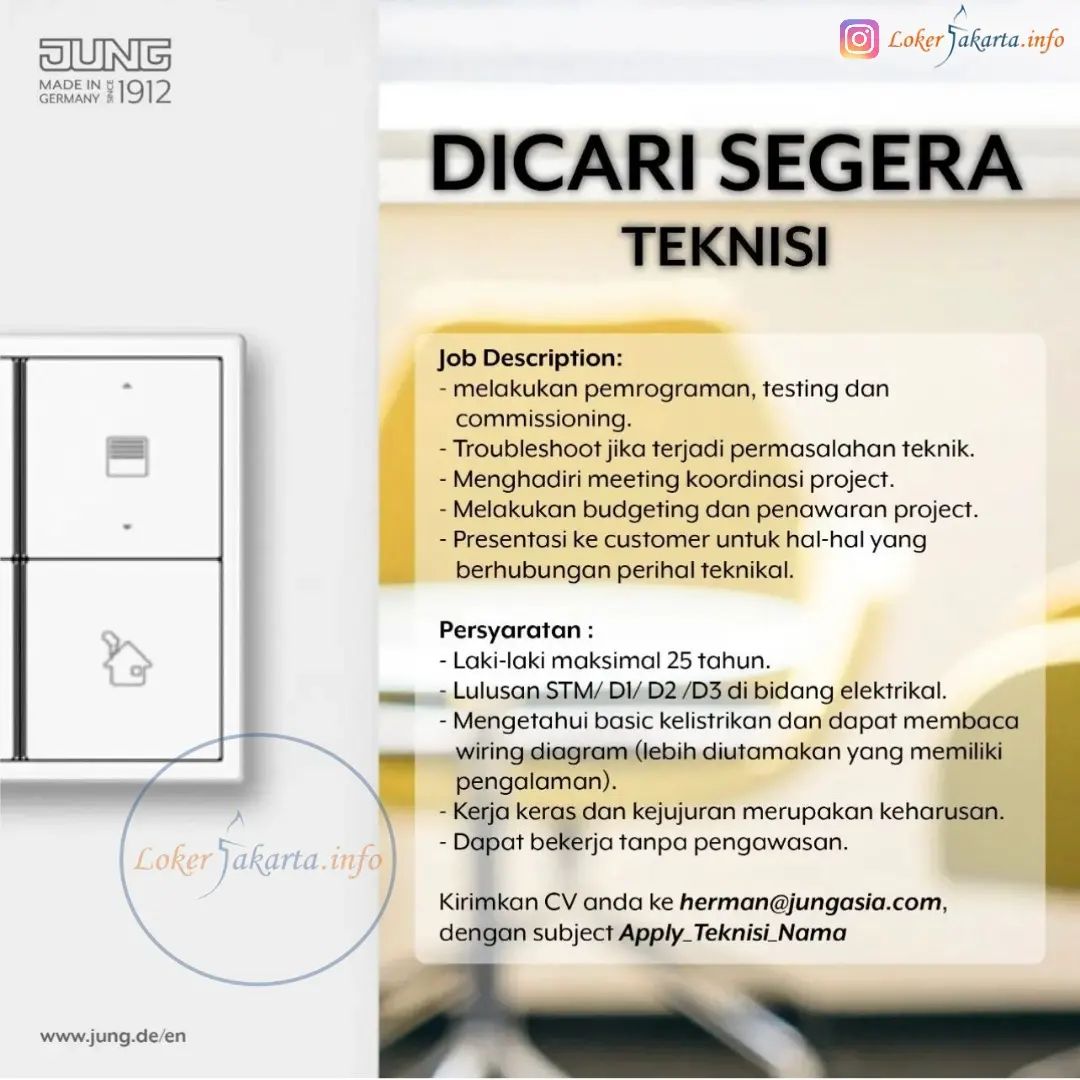 JUNG
MADE IN GERMANY SINCE 1912
Loker Jakarta.info
DICARI SEGERA
TEKNISI
Job Description:
- melakukan pemrograman, testing dan
commissioning.
- Troubleshoot jika terjadi permasalahan teknik.
- Menghadiri meeting koordinasi project.
- Melakukan budgeting dan penawaran project.
- Presentasi ke customer untuk hal-hal yang
berhubungan perihal teknikal.
Persyaratan :
- Laki-laki maksimal 25 tahun.
- Lulusan STM/ D1/ D2 /D3 di bidang elektrikal.
- Mengetahui basic kelistrikan dan dapat membaca
wiring diagram (lebih diutamakan yang memiliki
pengalaman).
- Kerja keras dan kejujuran merupakan keharusan.
- Dapat bekerja tanpa pengawasan.
Loker Jakarta.info
Kirimkan CV anda ke herman@jungasia.com,
dengan subject Apply_Teknisi_Nama
www.jung.de/en